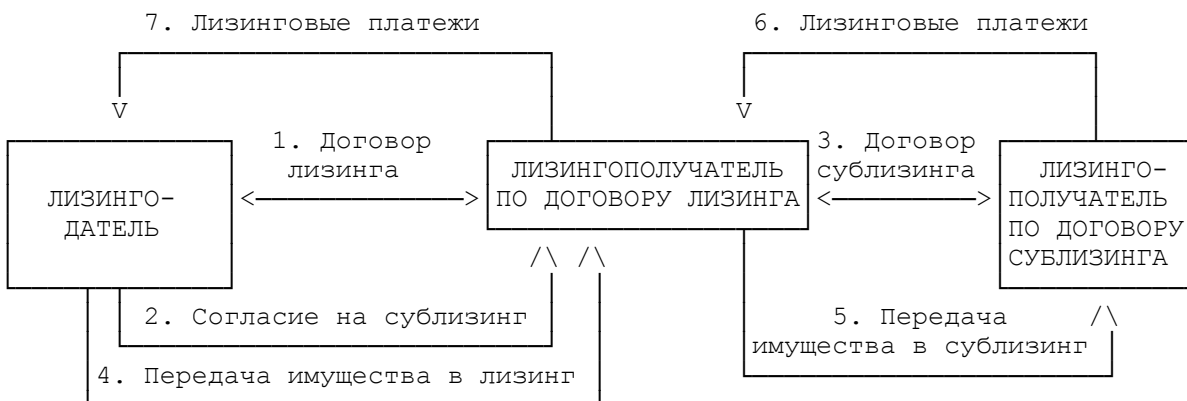 7. Лизинговые платежи
6. Лизинговые платежи
1. Договор
лизинга
3. Договор
сублизинга
ЛИЗИНГО-
ДАТЕЛЬ
ЛИЗИНГОПОЛУЧАТЕЛЬ
ПО ДОГОВОРУ ЛИЗИНГА
ЛИЗИНГО-
ПОЛУЧАТЕЛЬ
ПО ДОГОВОРУ
СУБЛИЗИНГА
2. Согласие на сублизинг
5. Передача
имущества в сублизинг
4. Передача имущества в лизинг